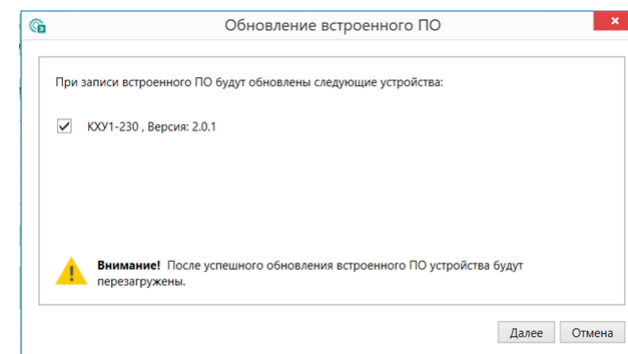 Обновление встроенного ПО
При записи встроенного ПО будут обновлены следующие устройства:
КХУ1-230 , Версия: 2.0.1
Внимание! После успешного обновления встроенного ПО устройства будут
перезагружены.
Далее Отмена